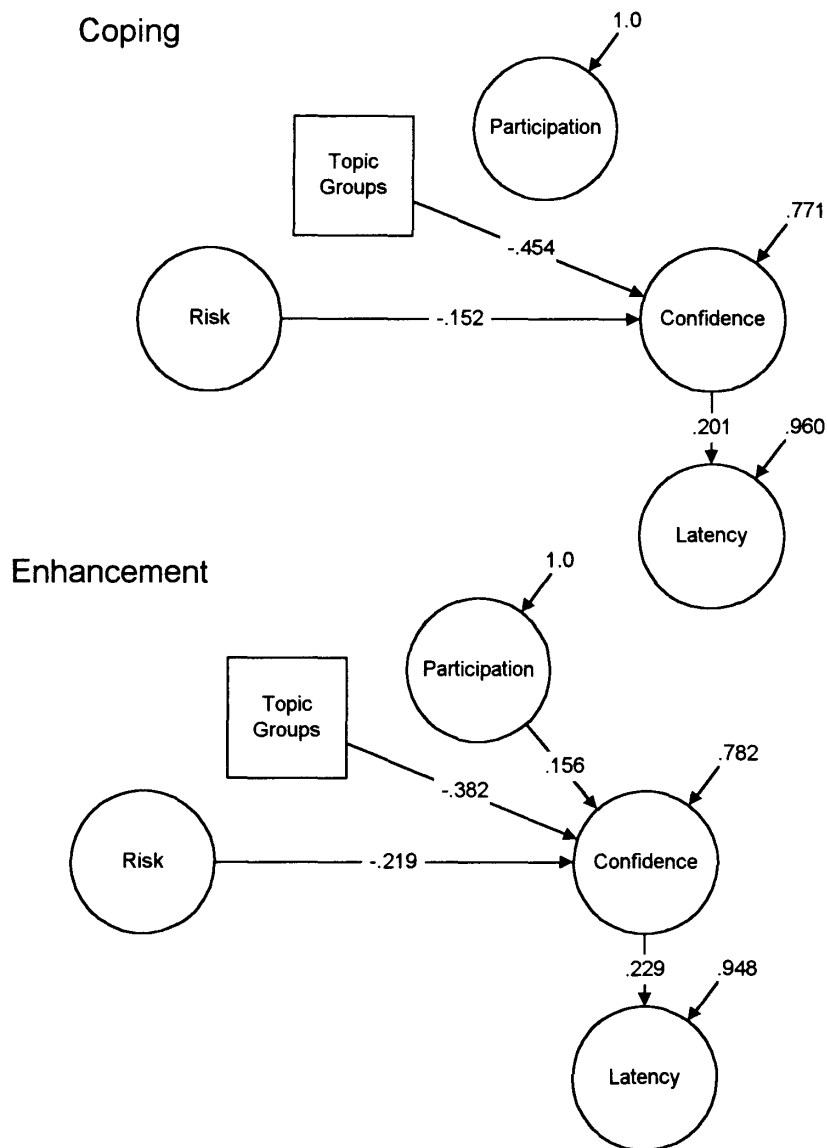 Coping
1.0
Participation
Topic
Groups
.771
-.454
Risk
-.152
Confidence
.201
.960
Latency
Enhancement
1.0
Participation
Topic
Groups
.156
.782
-.382
Risk
-.219
Confidence
.229
.948
Latency